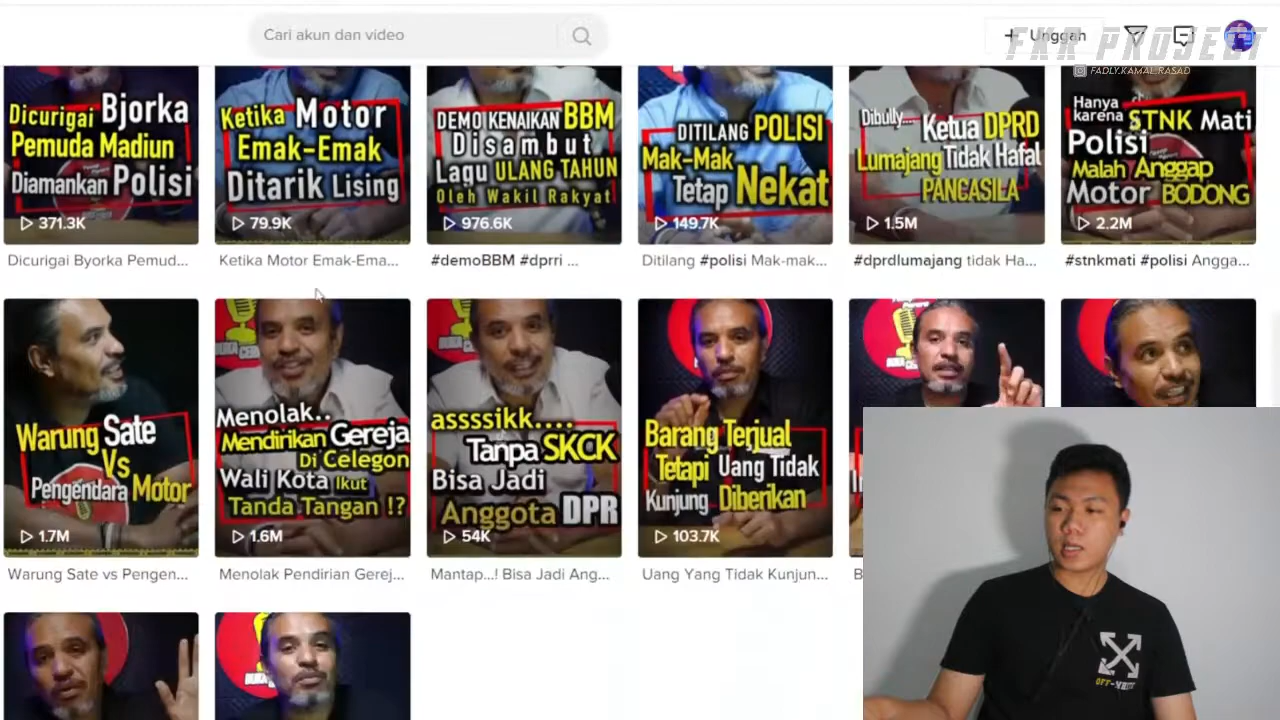 Cari akun dan video
+ Unggah
FKR PROJECT
FADLY.KAMAL.RASAD
Dicurigai Bjorka
Pemuda Madiun
Diamankan Polisi
371.3K
Dicurigai Byorka Pemud...
Ketika Motor
Emak-Emak
Ditarik Lising
79.9K
Ketika Motor Emak-Ema...
DEMO KENAIKAN BBM
Disambut
Lagu ULANG TAHUN
Oleh Wakil Rakyat
976.6K
#demoBBM #dprri ...
DITILANG POLISI
Mak-Mak
Tetap Nekat
149.7K
Ditilang #polisi Mak-mak...
Dibully....
Ketua DPRD
Lumajang Tidak Hafal
PANCASILA
1.5M
#dprdlumajang tidak Ha...
Hanya
karena STNK Mati
Polisi
Malah Anggap
Motor BODONG
2.2M
#stnkmati #polisi Angga...
Warung Sate
Vs
Pengendara Motor
1.7M
Warung Sate vs Pengen...
Menolak..
Mendirikan Gereja
Di Celegon
Wali Kota Ikut
Tanda Tangan !?
1.6M
Menolak Pendirian Gerej...
assssikk....
Tanpa SKCK
Bisa Jadi
Anggota DPR
54K
Mantap...! Bisa Jadi Ang...
Barang Terjual
Tetapi Uang Tidak
Kunjung Diberikan
103.7K
Uang Yang Tidak Kunjun...
OFF-WHITE